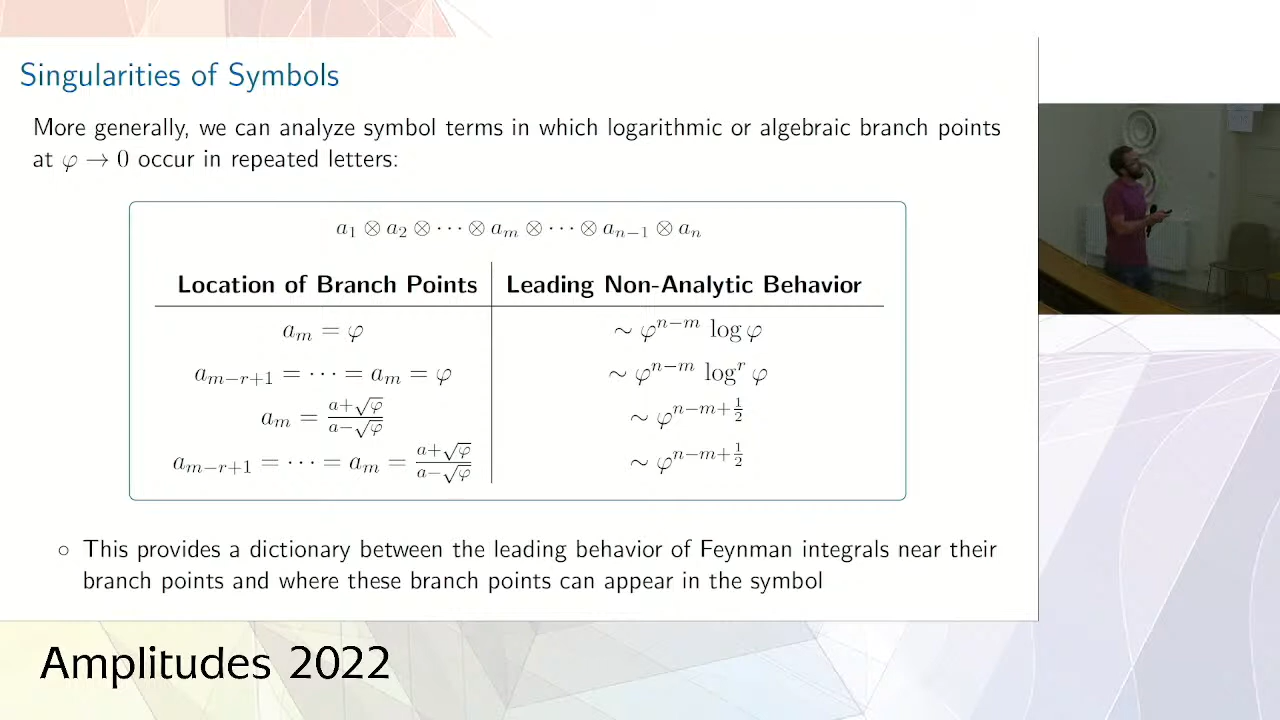 Singularities of Symbols
More generally, we can analyze symbol terms in which logarithmic or algebraic branch points
at φ → 0 occur in repeated letters:
a₁ ⊗ a₂ ⊗ ··· ⊗ aₘ ⊗ ··· ⊗ aₙ₋₁ ⊗ aₙ
Location of Branch Points | Leading Non-Analytic Behavior
aₘ = φ | ∼ φⁿ⁻ᵐ log φ
aₘ₋ᵣ₊₁ = ··· = aₘ = φ | ∼ φⁿ⁻ᵐ logʳ φ
aₘ = (a+√φ)/(a−√φ) | ∼ φ^{n−m+1/2}
aₘ₋ᵣ₊₁ = ··· = aₘ = (a+√φ)/(a−√φ) | ∼ φ^{n−m+1/2}
○ This provides a dictionary between the leading behavior of Feynman integrals near their
branch points and where these branch points can appear in the symbol
Amplitudes 2022